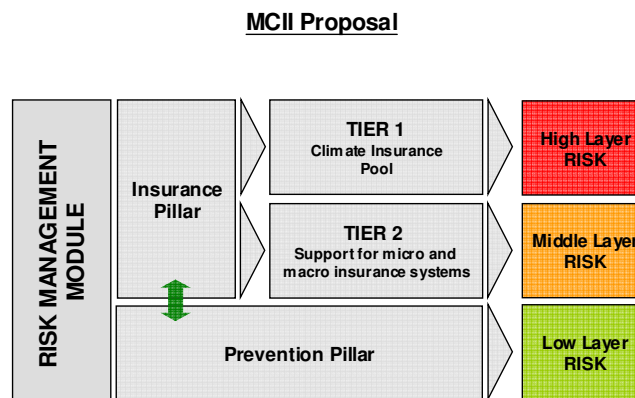 MCII Proposal
RISK MANAGEMENT
MODULE
Insurance
Pillar
TIER 1
Climate Insurance
Pool
High Layer
RISK
TIER 2
Support for micro and
macro insurance systems
Middle Layer
RISK
Prevention Pillar
Low Layer
RISK